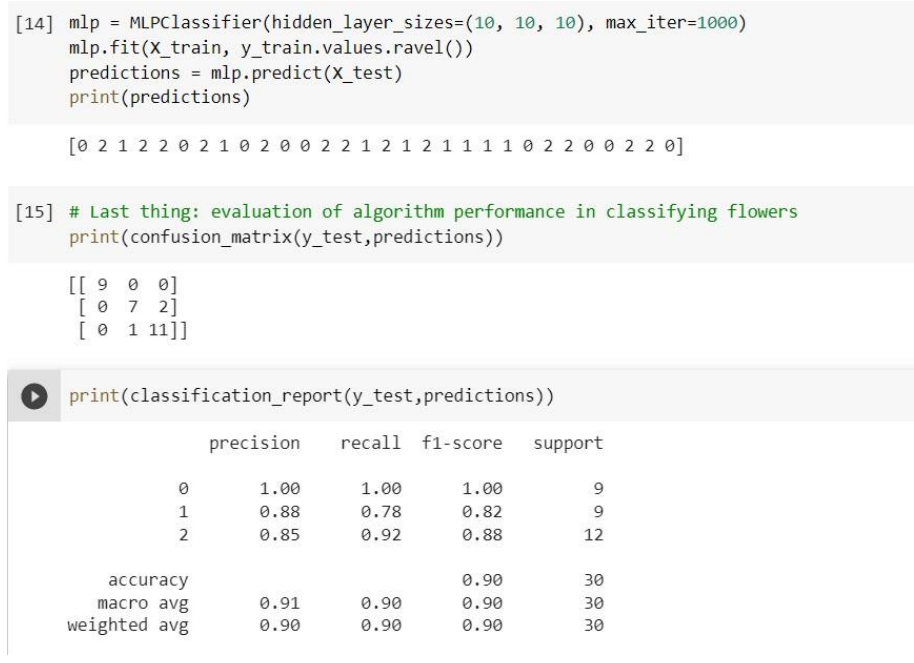 [14] mlp = MLPClassifier(hidden_layer_sizes=(10, 10, 10), max_iter=1000)
mlp.fit(X_train, y_train.values.ravel())
predictions = mlp.predict(X_test)
print(predictions)
[0 2 1 2 2 0 2 1 0 2 0 0 2 2 1 2 1 2 1 1 1 1 0 2 2 0 0 2 2 0]
[15] # Last thing: evaluation of algorithm performance in classifying flowers
print(confusion_matrix(y_test,predictions))
[[ 9 0 0]
[ 0 7 2]
[ 0 1 11]]
print(classification_report(y_test,predictions))
precision recall f1-score support
0 1.00 1.00 1.00 9
1 0.88 0.78 0.82 9
2 0.85 0.92 0.88 12
accuracy 0.90 30
macro avg 0.91 0.90 0.90 30
weighted avg 0.90 0.90 0.90 30